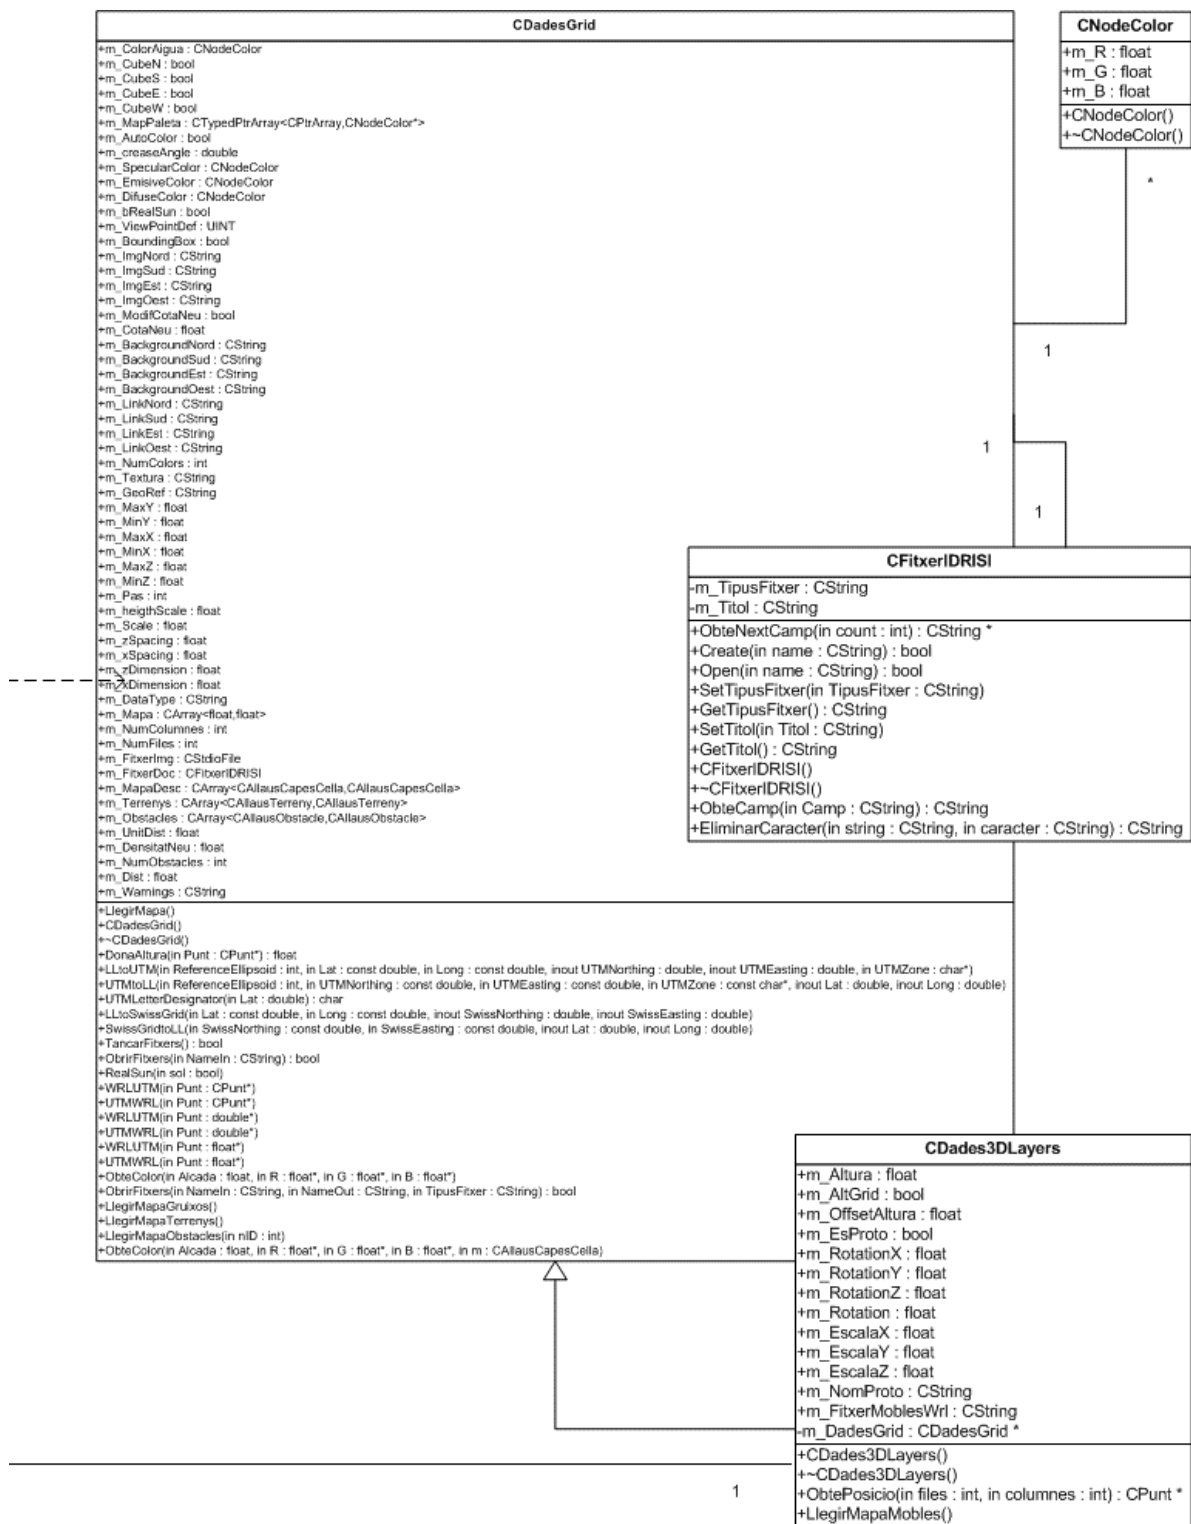 CDadesGrid
+m_ColorAigua : CNodeColor
+m_CubeN : bool
+m_CubeS : bool
+m_CubeE : bool
+m_CubeW : bool
+m_MapPaleta : CTypedPtrArray<CPtrArray,CNodeColor*>
+m_AutoColor : bool
+m_creaseAngle : double
+m_SpecularColor : CNodeColor
+m_EmisiveColor : CNodeColor
+m_DifuseColor : CNodeColor
+m_bRealSun : bool
+m_ViewPointDef : UINT
+m_BoundingBox : bool
+m_ImgNord : CString
+m_ImgSud : CString
+m_ImgEst : CString
+m_ImgOest : CString
+m_ModifCotaNeu : bool
+m_CotaNeu : float
+m_BackgroundNord : CString
+m_BackgroundSud : CString
+m_BackgroundEst : CString
+m_BackgroundOest : CString
+m_LinkNord : CString
+m_LinkSud : CString
+m_LinkEst : CString
+m_LinkOest : CString
+m_NumColors : int
+m_Textura : CString
+m_GeoRef : CString
+m_MaxY : float
+m_MinY : float
+m_MaxX : float
+m_MinX : float
+m_MaxZ : float
+m_MinZ : float
+m_Pas : int
+m_heigthScale : float
+m_Scale : float
+m_zSpacing : float
+m_xSpacing : float
+m_zDimension : float
+m_xDimension : float
+m_DataType : CString
+m_Mapa : CArray<float,float>
+m_NumColumnes : int
+m_NumFiles : int
+m_FitxerImg : CStdioFile
+m_FitxerDoc : CFitxerIDRISI
+m_MapaDesc : CArray<CAllausCapesCella,CAllausCapesCella>
+m_Terrenys : CArray<CAllausTerreny,CAllausTerreny>
+m_Obstacles : CArray<CAllausObstacle,CAllausObstacle>
+m_UnitDist : float
+m_DensitatNeu : float
+m_NumObstacles : int
+m_Dist : float
+m_Warnings : CString
+LlegirMapa()
+CDadesGrid()
+~CDadesGrid()
+DonaAltura(in Punt : CPunt*) : float
+LLtoUTM(in ReferenceEllipsoid : int, in Lat : const double, in Long : const double, inout UTMNorthing : double, inout UTMEasting : double, in UTMZone : char*)
+UTMtoLL(in ReferenceEllipsoid : int, in UTMNorthing : const double, in UTMEasting : const double, in UTMZone : const char*, inout Lat : double, inout Long : double)
+UTMLetterDesignator(in Lat : double) : char
+LLtoSwissGrid(in Lat : const double, in Long : const double, inout SwissNorthing : double, inout SwissEasting : double)
+SwissGridtoLL(in SwissNorthing : const double, in SwissEasting : const double, inout Lat : double, inout Long : double)
+TancarFitxers() : bool
+ObrirFitxers(in NameIn : CString) : bool
+RealSun(in sol : bool)
+WRLUTM(in Punt : CPunt*)
+UTMWRL(in Punt : CPunt*)
+WRLUTM(in Punt : double*)
+UTMWRL(in Punt : double*)
+WRLUTM(in Punt : float*)
+UTMWRL(in Punt : float*)
+ObteColor(in Alcada : float, in R : float*, in G : float*, in B : float*)
+ObrirFitxers(in NameIn : CString, in NameOut : CString, in TipusFitxer : CString) : bool
+LlegirMapaGruixos()
+LlegirMapaTerrenys()
+LlegirMapaObstacles(in nID : int)
+ObteColor(in Alcada : float, in R : float*, in G : float*, in B : float*, in m : CAllausCapesCella)
CNodeColor
+m_R : float
+m_G : float
+m_B : float
+CNodeColor()
+~CNodeColor()
*
1
1
1
CFitxerIDRISI
-m_TipusFitxer : CString
-m_Titol : CString
+ObteNextCamp(in count : int) : CString *
+Create(in name : CString) : bool
+Open(in name : CString) : bool
+SetTipusFitxer(in TipusFitxer : CString)
+GetTipusFitxer() : CString
+SetTitol(in Titol : CString)
+GetTitol() : CString
+CFitxerIDRISI()
+~CFitxerIDRISI()
+ObteCamp(in Camp : CString) : CString
+EliminarCaracter(in string : CString, in caracter : CString) : CString
CDades3DLayers
+m_Altura : float
+m_AltGrid : bool
+m_OffsetAltura : float
+m_EsProto : bool
+m_RotationX : float
+m_RotationY : float
+m_RotationZ : float
+m_Rotation : float
+m_EscalaX : float
+m_EscalaY : float
+m_EscalaZ : float
+m_NomProto : CString
+m_FitxerMoblesWrl : CString
-m_DadesGrid : CDadesGrid *
+CDades3DLayers()
+~CDades3DLayers()
+ObtePosicio(in files : int, in columnes : int) : CPunt *
+LlegirMapaMobles()
1